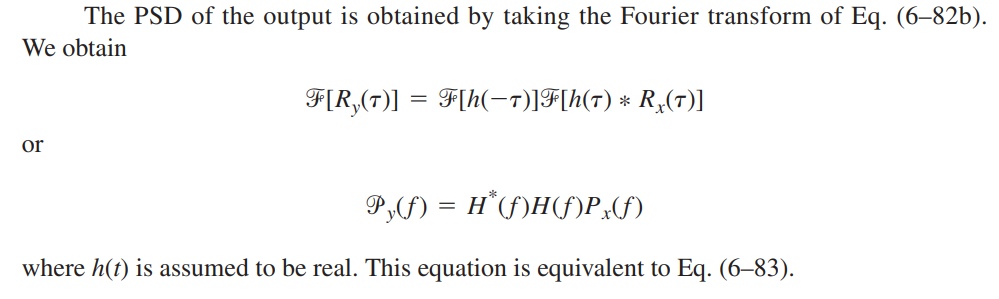 The PSD of the output is obtained by taking the Fourier transform of Eq. (6–82b).
We obtain
ℱ[R_y(τ)] = ℱ[h(−τ)]ℱ[h(τ) * R_x(τ)]
or
𝒫_y(f) = H^*(f)H(f)P_x(f)
where h(t) is assumed to be real. This equation is equivalent to Eq. (6–83).